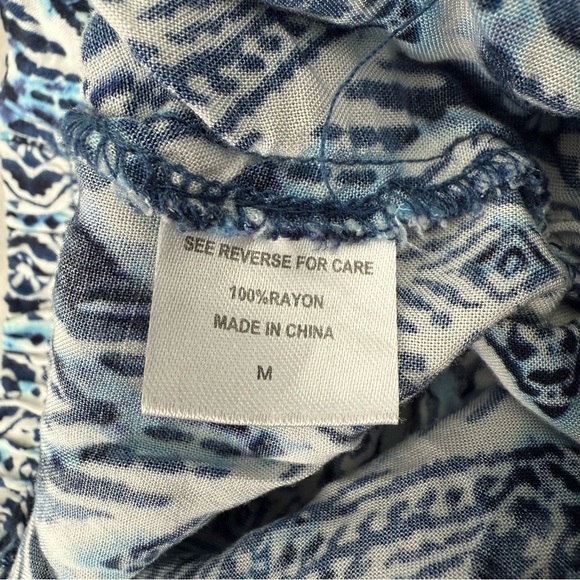 SEE REVERSE FOR CARE
100%RAYON
MADE IN CHINA
M